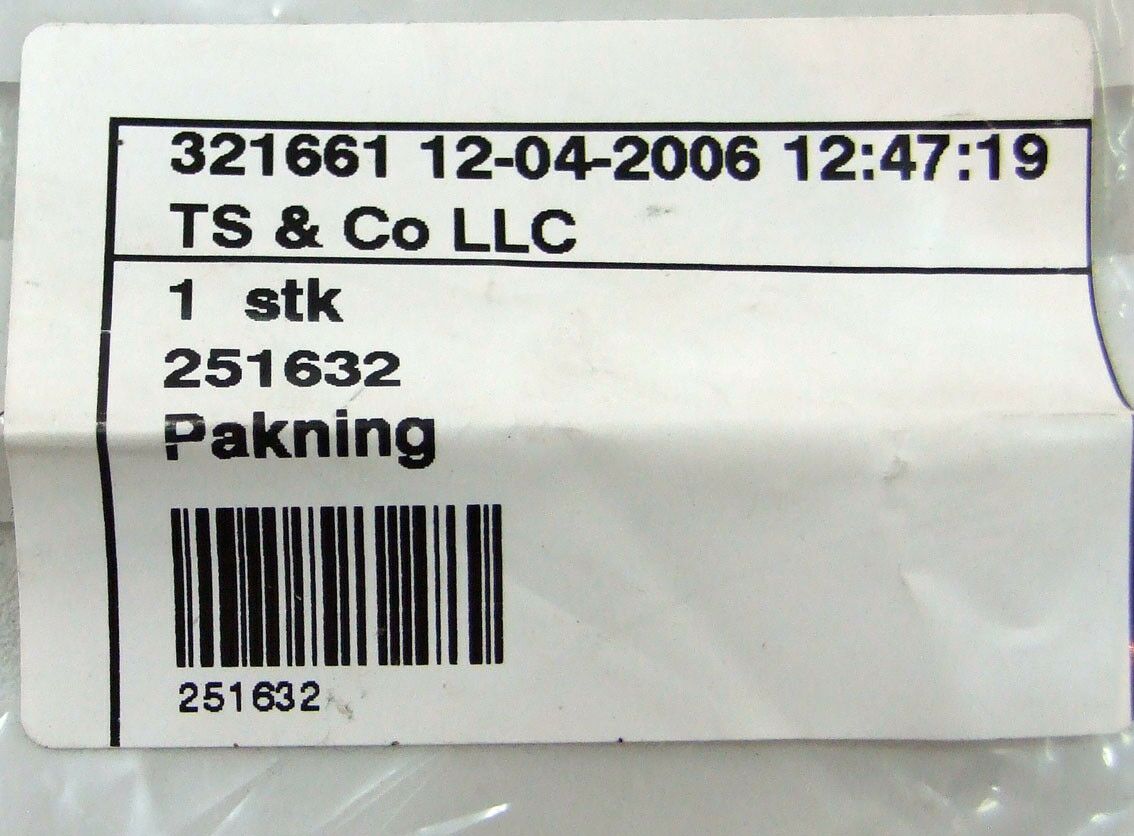 321661 12-04-2006 12:47:19
TS & Co LLC
1 stk
251632
Pakning
251632